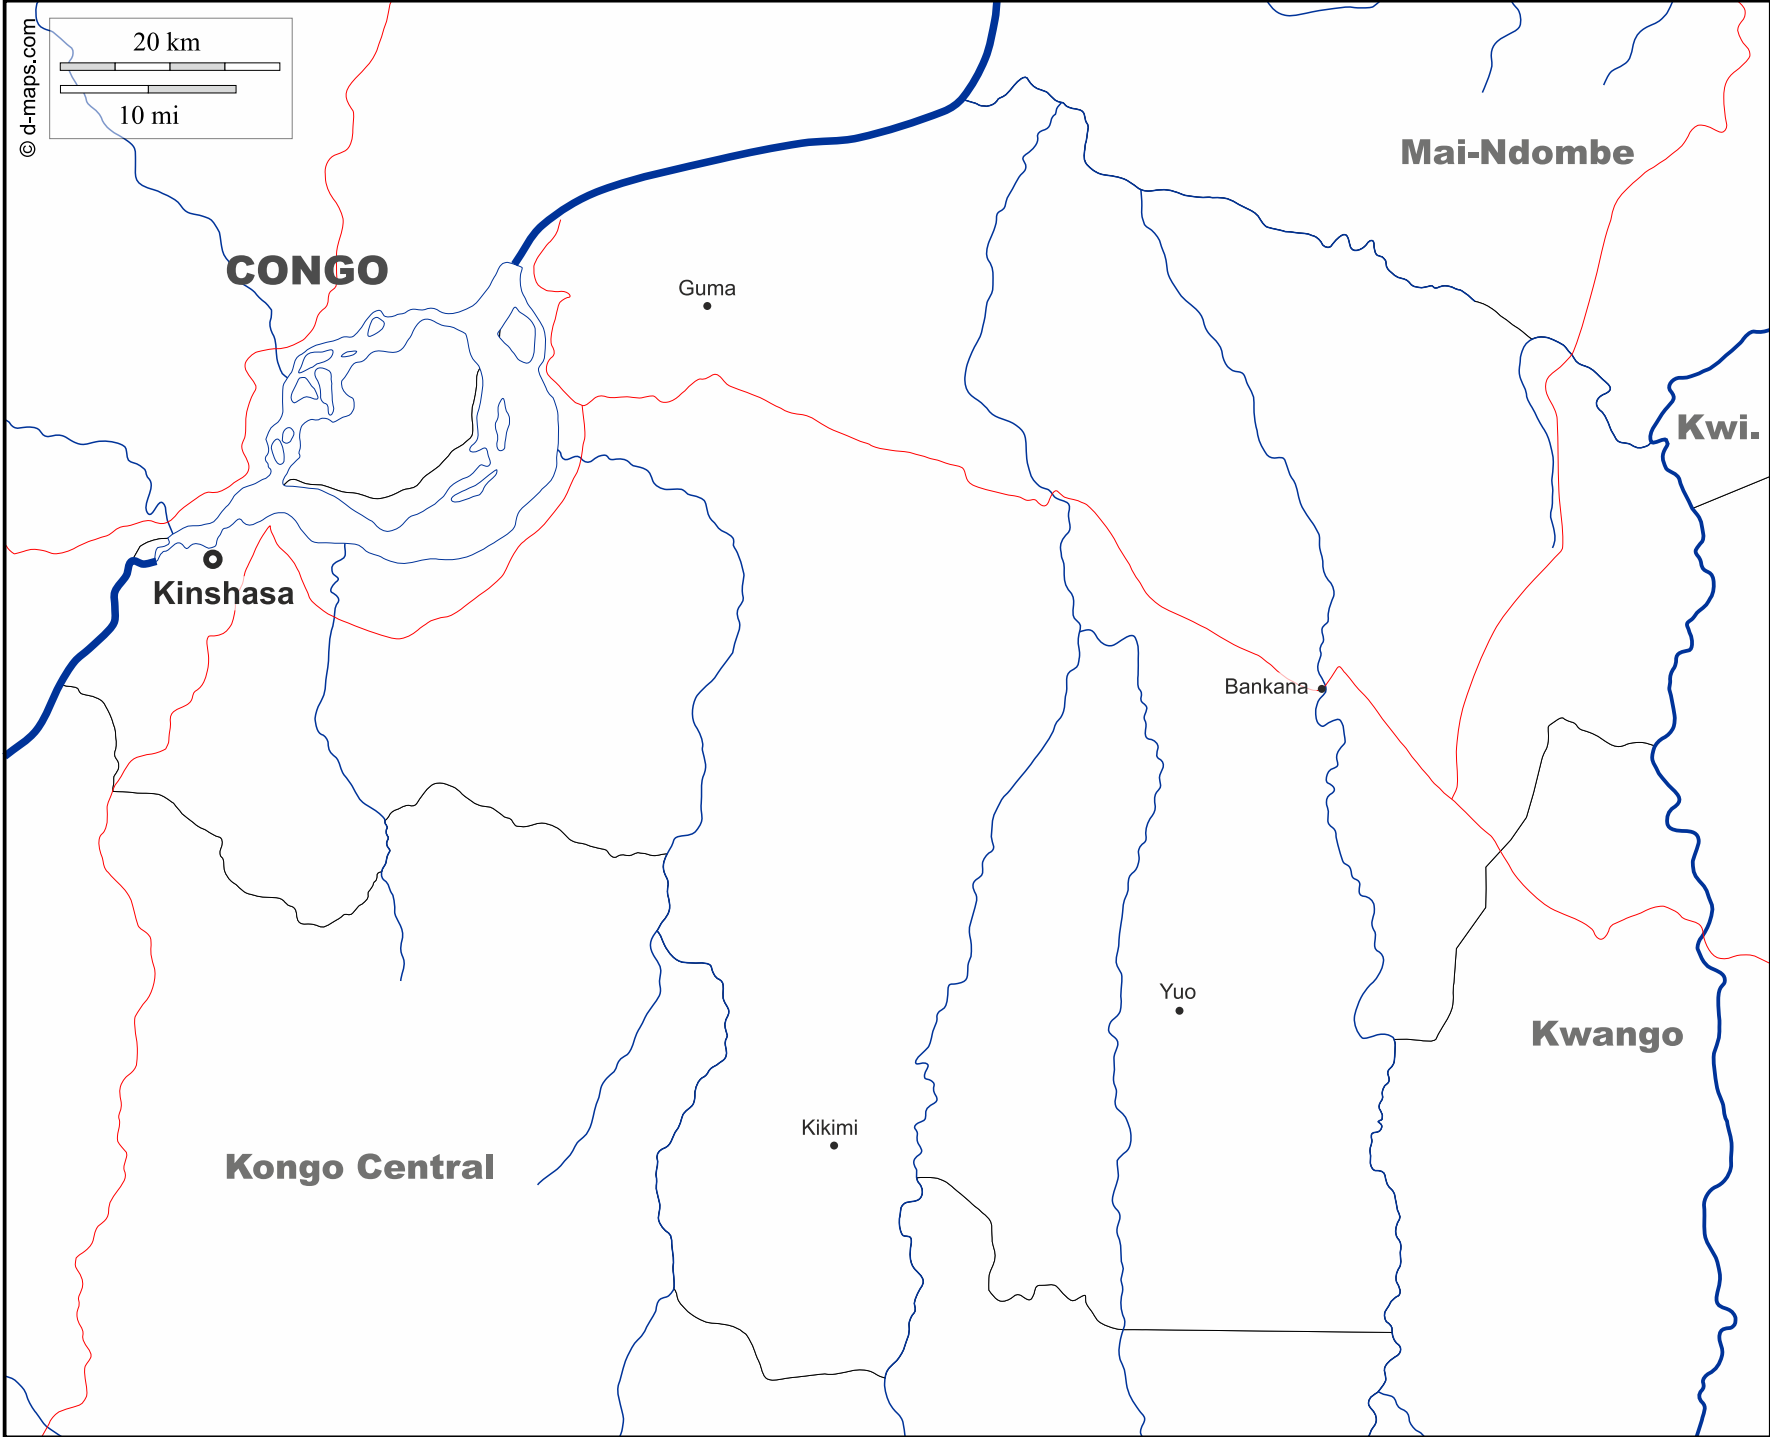 © d-maps.com
20 km
10 mi
Mai-Ndombe
CONGO
Guma
Kwi.
Kinshasa
Bankana
Yuo
Kwango
Kikimi
Kongo Central